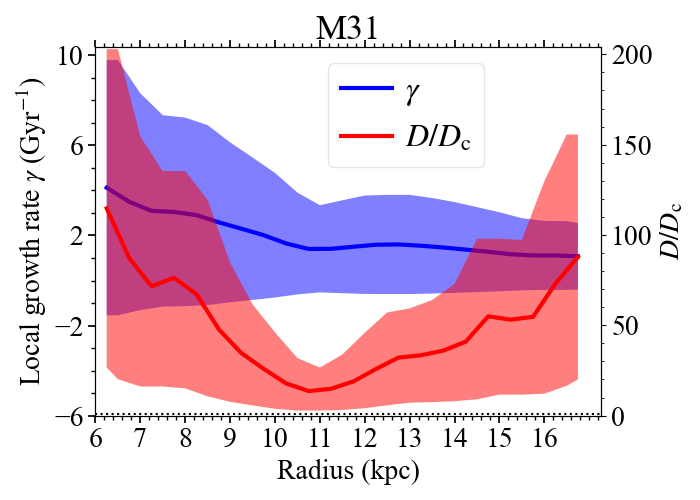 M31
10
6
2
−2
−6
Local growth rate γ (Gyr⁻¹)
γ
D/Dc
200
150
100
50
0
D/Dc
6 7 8 9 10 11 12 13 14 15 16
Radius (kpc)